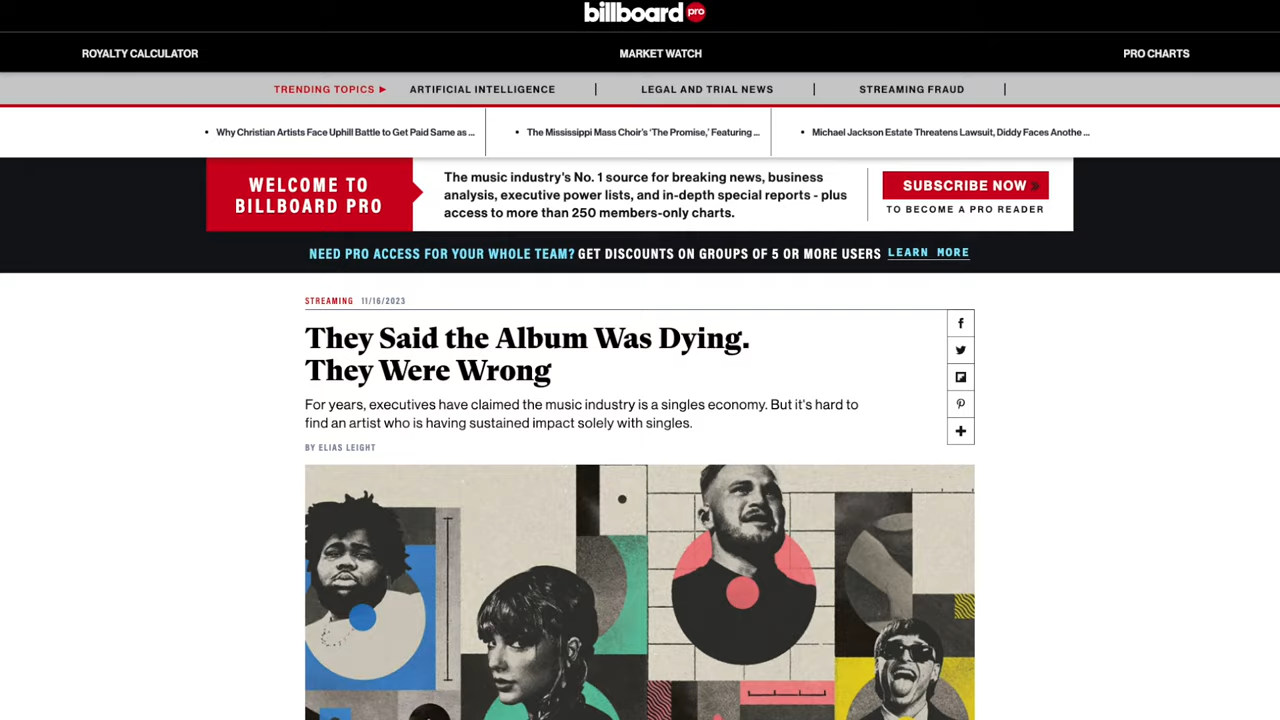 billboard pro
ROYALTY CALCULATOR
MARKET WATCH
PRO CHARTS
TRENDING TOPICS ►
ARTIFICIAL INTELLIGENCE
LEGAL AND TRIAL NEWS
STREAMING FRAUD
Why Christian Artists Face Uphill Battle to Get Paid Same as ...
The Mississippi Mass Choir's 'The Promise,' Featuring ...
Michael Jackson Estate Threatens Lawsuit, Diddy Faces Anothe ...
WELCOME TO
BILLBOARD PRO
The music industry's No. 1 source for breaking news, business
analysis, executive power lists, and in-depth special reports - plus
access to more than 250 members-only charts.
SUBSCRIBE NOW »
TO BECOME A PRO READER
NEED PRO ACCESS FOR YOUR WHOLE TEAM? GET DISCOUNTS ON GROUPS OF 5 OR MORE USERS LEARN MORE
STREAMING 11/16/2023
They Said the Album Was Dying.
They Were Wrong
For years, executives have claimed the music industry is a singles economy. But it's hard to
find an artist who is having sustained impact solely with singles.
BY ELIAS LEIGHT